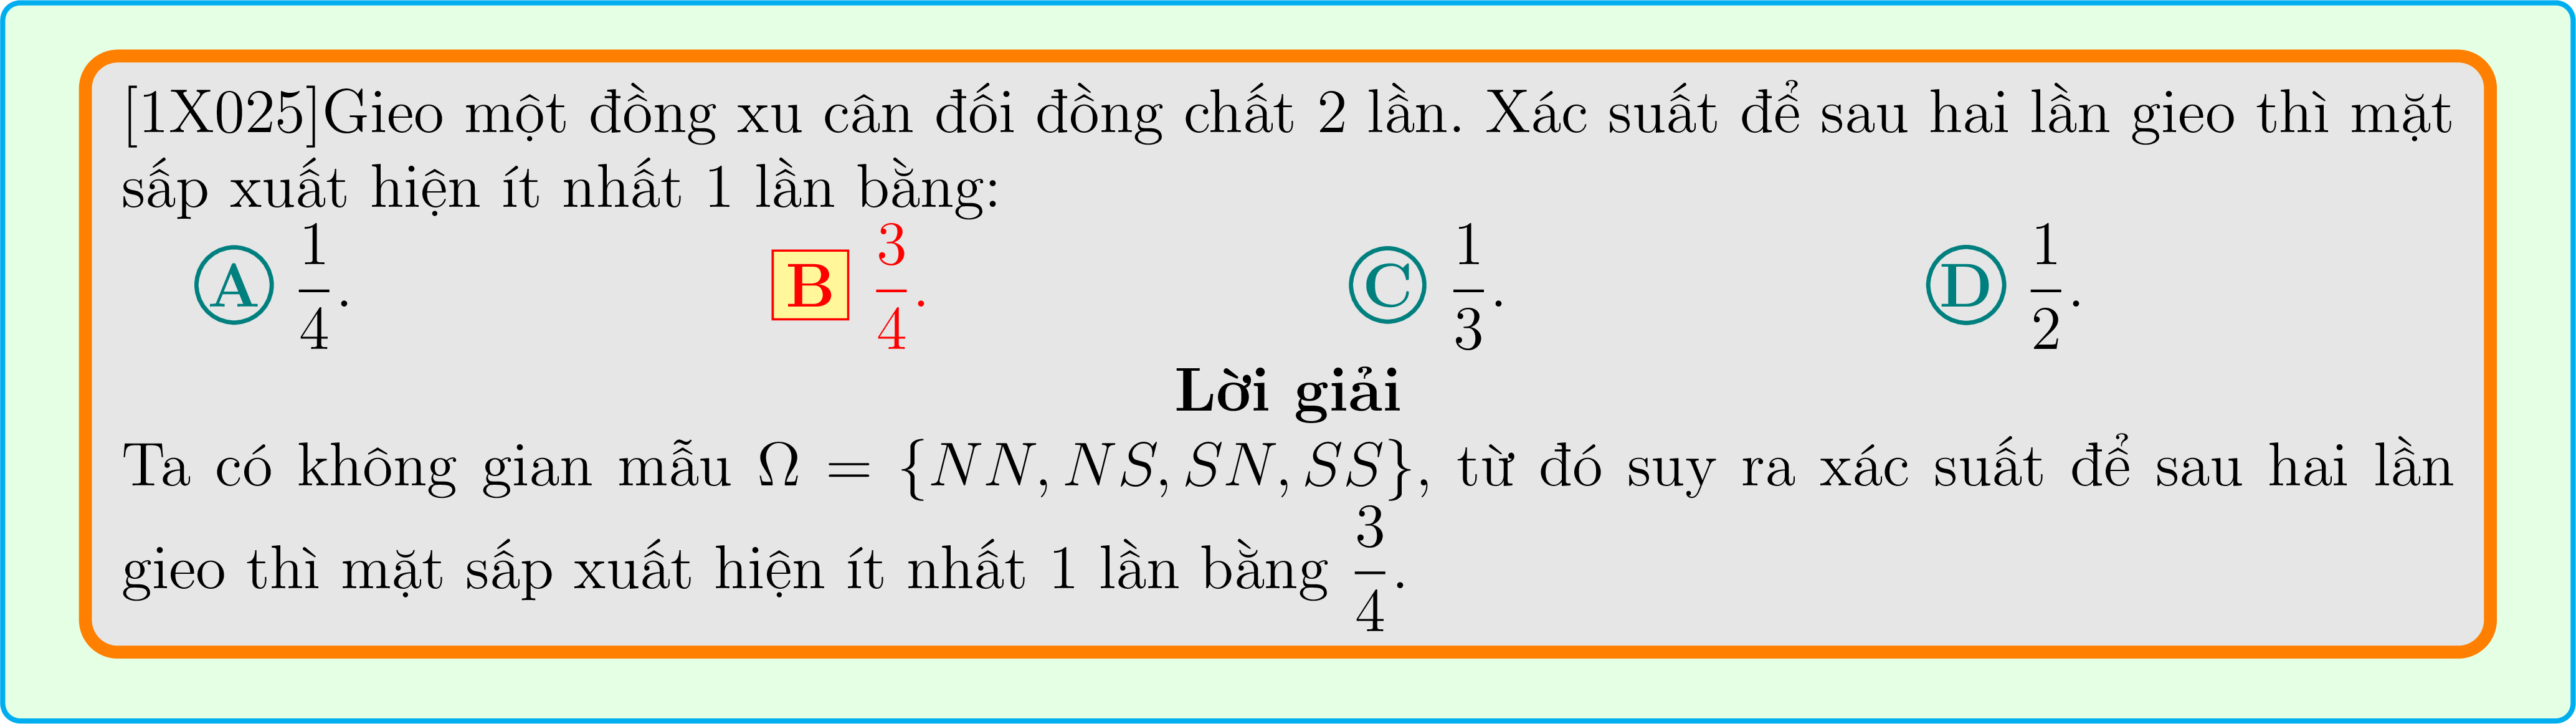 [1X025]Gieo một đồng xu cân đối đồng chất 2 lần. Xác suất để sau hai lần gieo thì mặt
sấp xuất hiện ít nhất 1 lần bằng:
A $\frac{1}{4}$. B $\frac{3}{4}$. C $\frac{1}{3}$. D $\frac{1}{2}$.
Lời giải
Ta có không gian mẫu Ω = {NN, NS, SN, SS}, từ đó suy ra xác suất để sau hai lần
gieo thì mặt sấp xuất hiện ít nhất 1 lần bằng $\frac{3}{4}$.